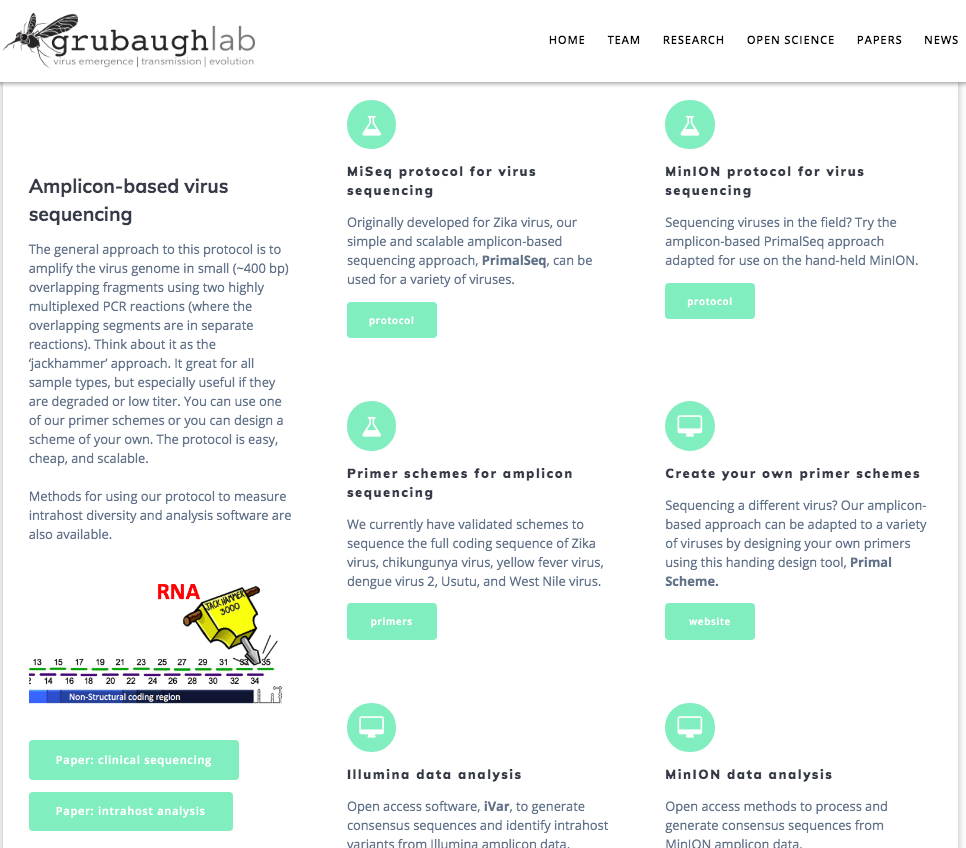 grubaughlab
virus emergence | transmission | evolution
HOME TEAM RESEARCH OPEN SCIENCE PAPERS NEWS
Amplicon-based virus
sequencing
The general approach to this protocol is to
amplify the virus genome in small (~400 bp)
overlapping fragments using two highly
multiplexed PCR reactions (where the
overlapping segments are in separate
reactions). Think about it as the
‘jackhammer’ approach. It great for all
sample types, but especially useful if they
are degraded or low titer. You can use one
of our primer schemes or you can design a
scheme of your own. The protocol is easy,
cheap, and scalable.
Methods for using our protocol to measure
intrahost diversity and analysis software are
also available.
RNA
JACK HAMMER
3000
13 15 17 19 21 23 25 27 29 31 33 35
14 16 18 20 22 24 26 28 30 32 34
Non-Structural coding region
Paper: clinical sequencing
Paper: intrahost analysis
MiSeq protocol for virus
sequencing
Originally developed for Zika virus, our
simple and scalable amplicon-based
sequencing approach, PrimalSeq, can be
used for a variety of viruses.
protocol
MinION protocol for virus
sequencing
Sequencing viruses in the field? Try the
amplicon-based PrimalSeq approach
adapted for use on the hand-held MinION.
protocol
Primer schemes for amplicon
sequencing
We currently have validated schemes to
sequence the full coding sequence of Zika
virus, chikungunya virus, yellow fever virus,
dengue virus 2, Usutu, and West Nile virus.
primers
Create your own primer schemes
Sequencing a different virus? Our amplicon-
based approach can be adapted to a variety
of viruses by designing your own primers
using this handing design tool, Primal
Scheme.
website
Illumina data analysis
Open access software, iVar, to generate
consensus sequences and identify intrahost
variants from Illumina amplicon data.
MinION data analysis
Open access methods to process and
generate consensus sequences from
MinION amplicon data.